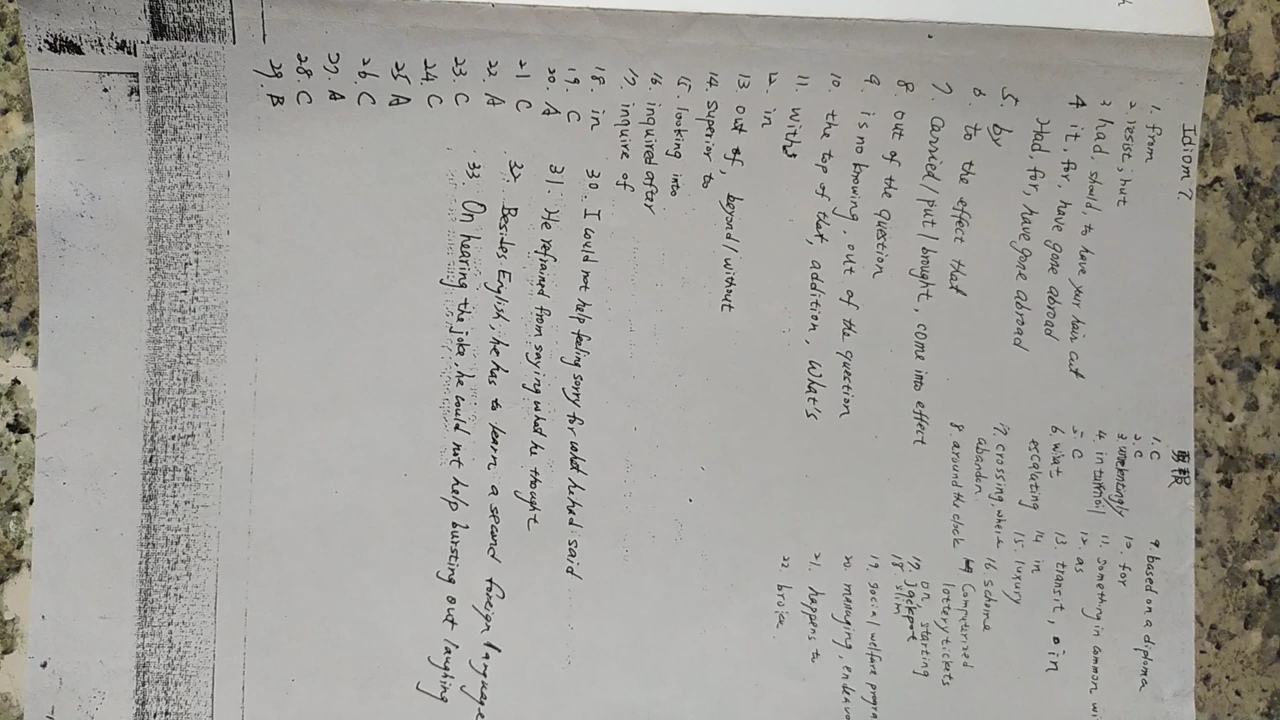 Idiom 7
1. from
2. resist, but
3 had, should, to have your hair cut
4 it, for, have gone abroad
Had, for, have gone abroad
5. by
6. to the effect that
7. Carried/put/brought, come into effect
8 out of the question
9. is no knowing, out of the question
10. the top of that, addition, What's
11. With
12. in
13 out of, beyond/without
14. superior to
15 looking into
16. inquired after
17. inquire of
18. in
19. C
20. A
21 C
22. A
23. C
24. C
25 A
26. C
27. A
28. C
29. B
30. I could not help feeling sorry for what he had said
31. He refrained from saying what he thought
32 Besides English, he has to learn a second foreign language
33. On hearing the joke, he could not help bursting out laughing
剪報
1. C
2. C
3. unknowingly
4. in turmoil
5. C
6. what
escalating
7. crossing, where
abandon
8. around the clock
9. based on a diploma
10. for
11. something in common
12. as
13. transit, in
14 in
15. luxury
16. scheme
Computerized
lottery tickets
17. on, starting
jackpot
18. slim
19. social welfare
20. managing,
21. happens to
22.